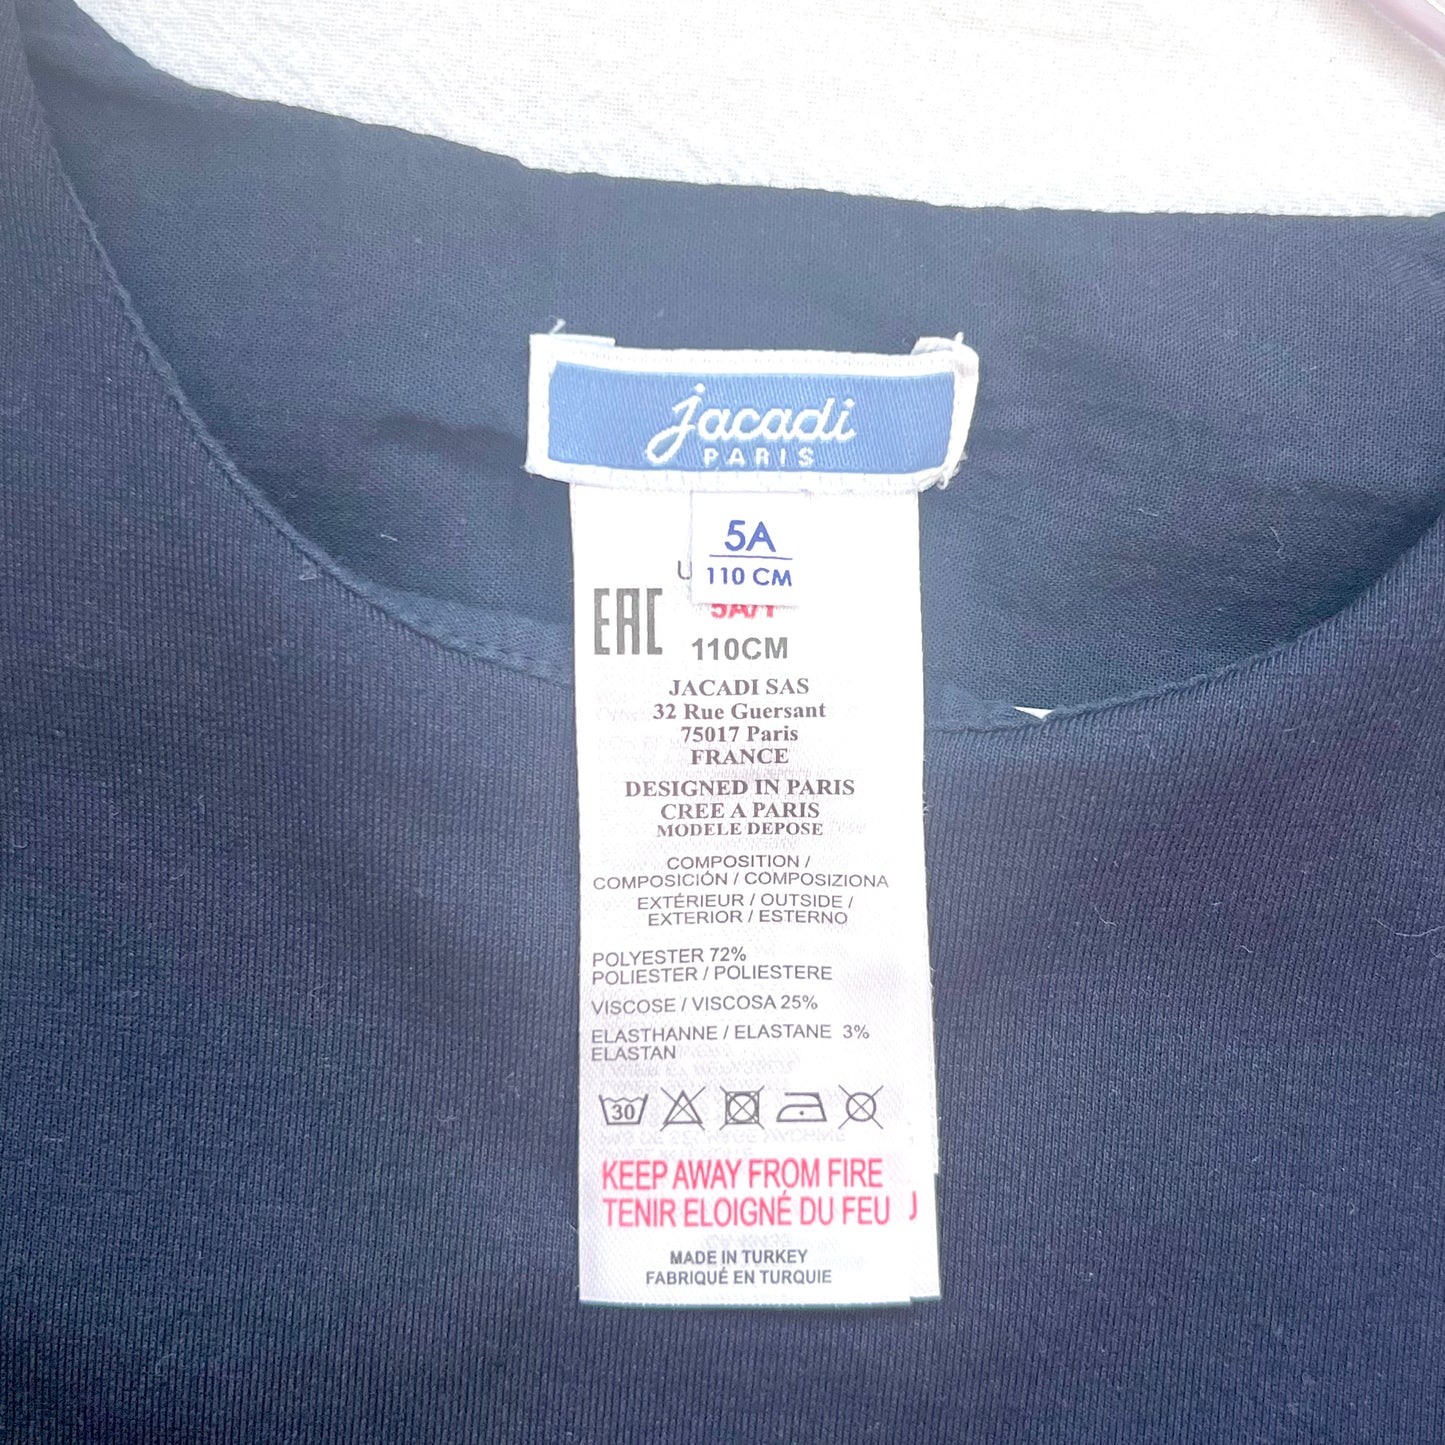 jacadi
PARIS
5A
110 CM
U
EAC
5A/Y
110CM
JACADI SAS
32 Rue Guersant
75017 Paris
FRANCE
DESIGNED IN PARIS
CREE A PARIS
MODELE DEPOSE
COMPOSITION /
COMPOSICIÓN / COMPOSIZIONA
EXTÉRIEUR / OUTSIDE /
EXTERIOR / ESTERNO
POLYESTER 72%
POLIESTER / POLIESTERE
VISCOSE / VISCOSA 25%
ELASTHANNE / ELASTANE 3%
ELASTAN
30
KEEP AWAY FROM FIRE
TENIR ELOIGNÉ DU FEU J
MADE IN TURKEY
FABRIQUÉ EN TURQUIE